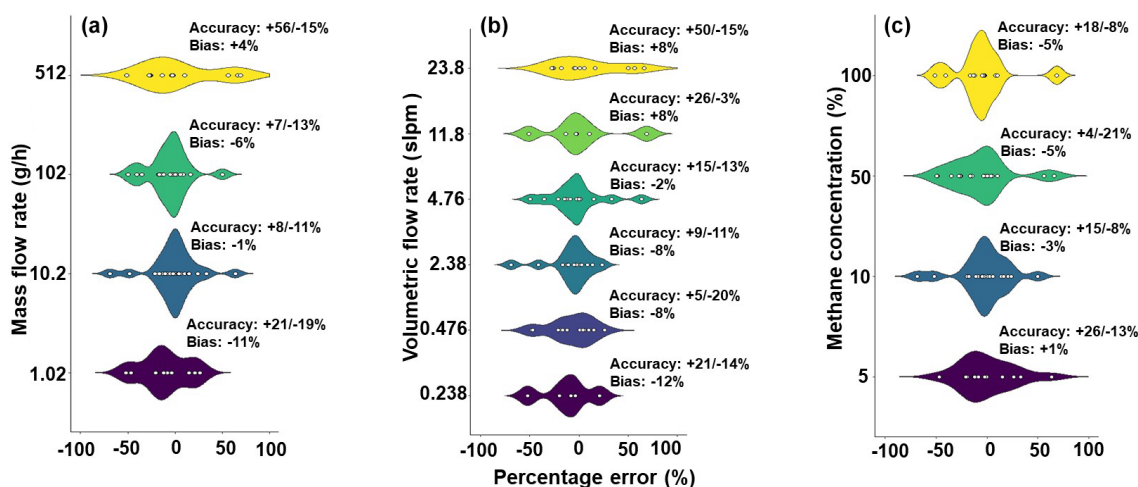 (a)
Mass flow rate (g/h)
512
102
10.2
1.02
Accuracy: +56/-15%
Bias: +4%
Accuracy: +7/-13%
Bias: -6%
Accuracy: +8/-11%
Bias: -1%
Accuracy: +21/-19%
Bias: -11%
-100 -50 0 50 100
(b)
Volumetric flow rate (slpm)
23.8
11.8
4.76
2.38
0.476
0.238
Accuracy: +50/-15%
Bias: +8%
Accuracy: +26/-3%
Bias: +8%
Accuracy: +15/-13%
Bias: -2%
Accuracy: +9/-11%
Bias: -8%
Accuracy: +5/-20%
Bias: -8%
Accuracy: +21/-14%
Bias: -12%
-100 -50 0 50 100
Percentage error (%)
(c)
Methane concentration (%)
100
50
10
5
Accuracy: +18/-8%
Bias: -5%
Accuracy: +4/-21%
Bias: -5%
Accuracy: +15/-8%
Bias: -3%
Accuracy: +26/-13%
Bias: +1%
-100 -50 0 50 100